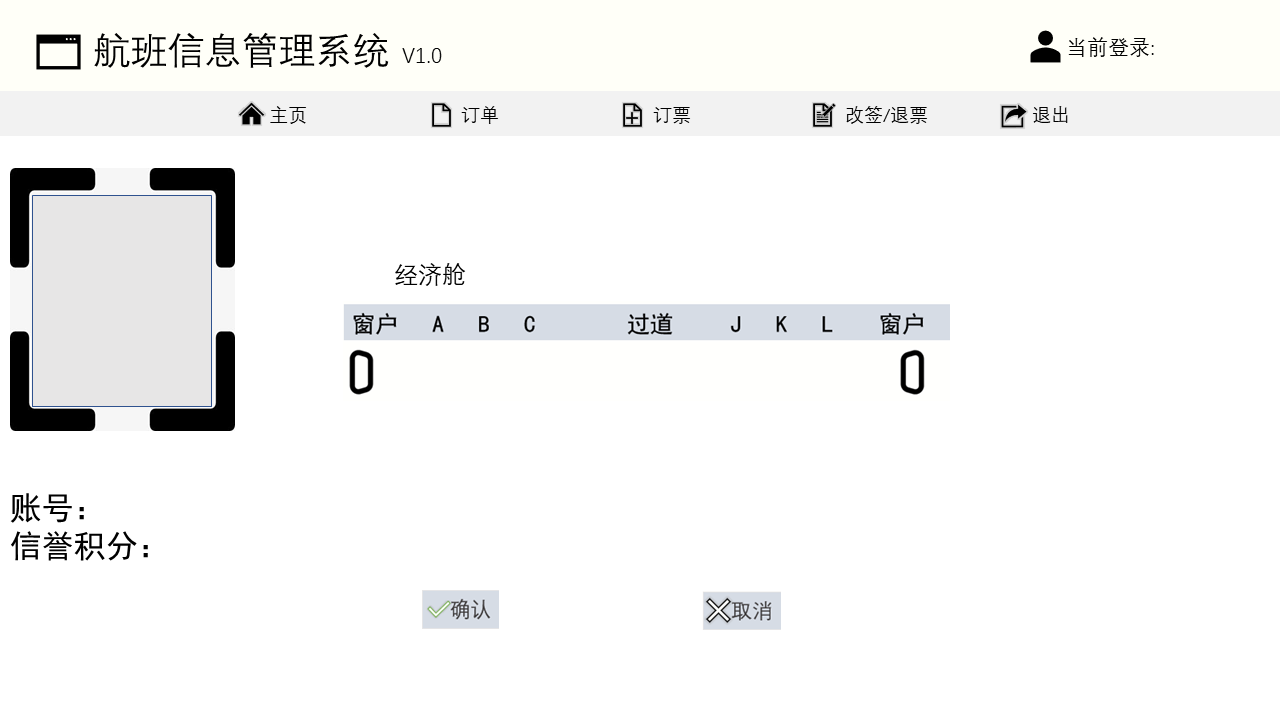 航班信息管理系统 V1.0
当前登录:
主页 订单 订票 改签/退票 退出
经济舱
窗户 A B C 过道 J K L 窗户
账号：
信誉积分：
确认 取消